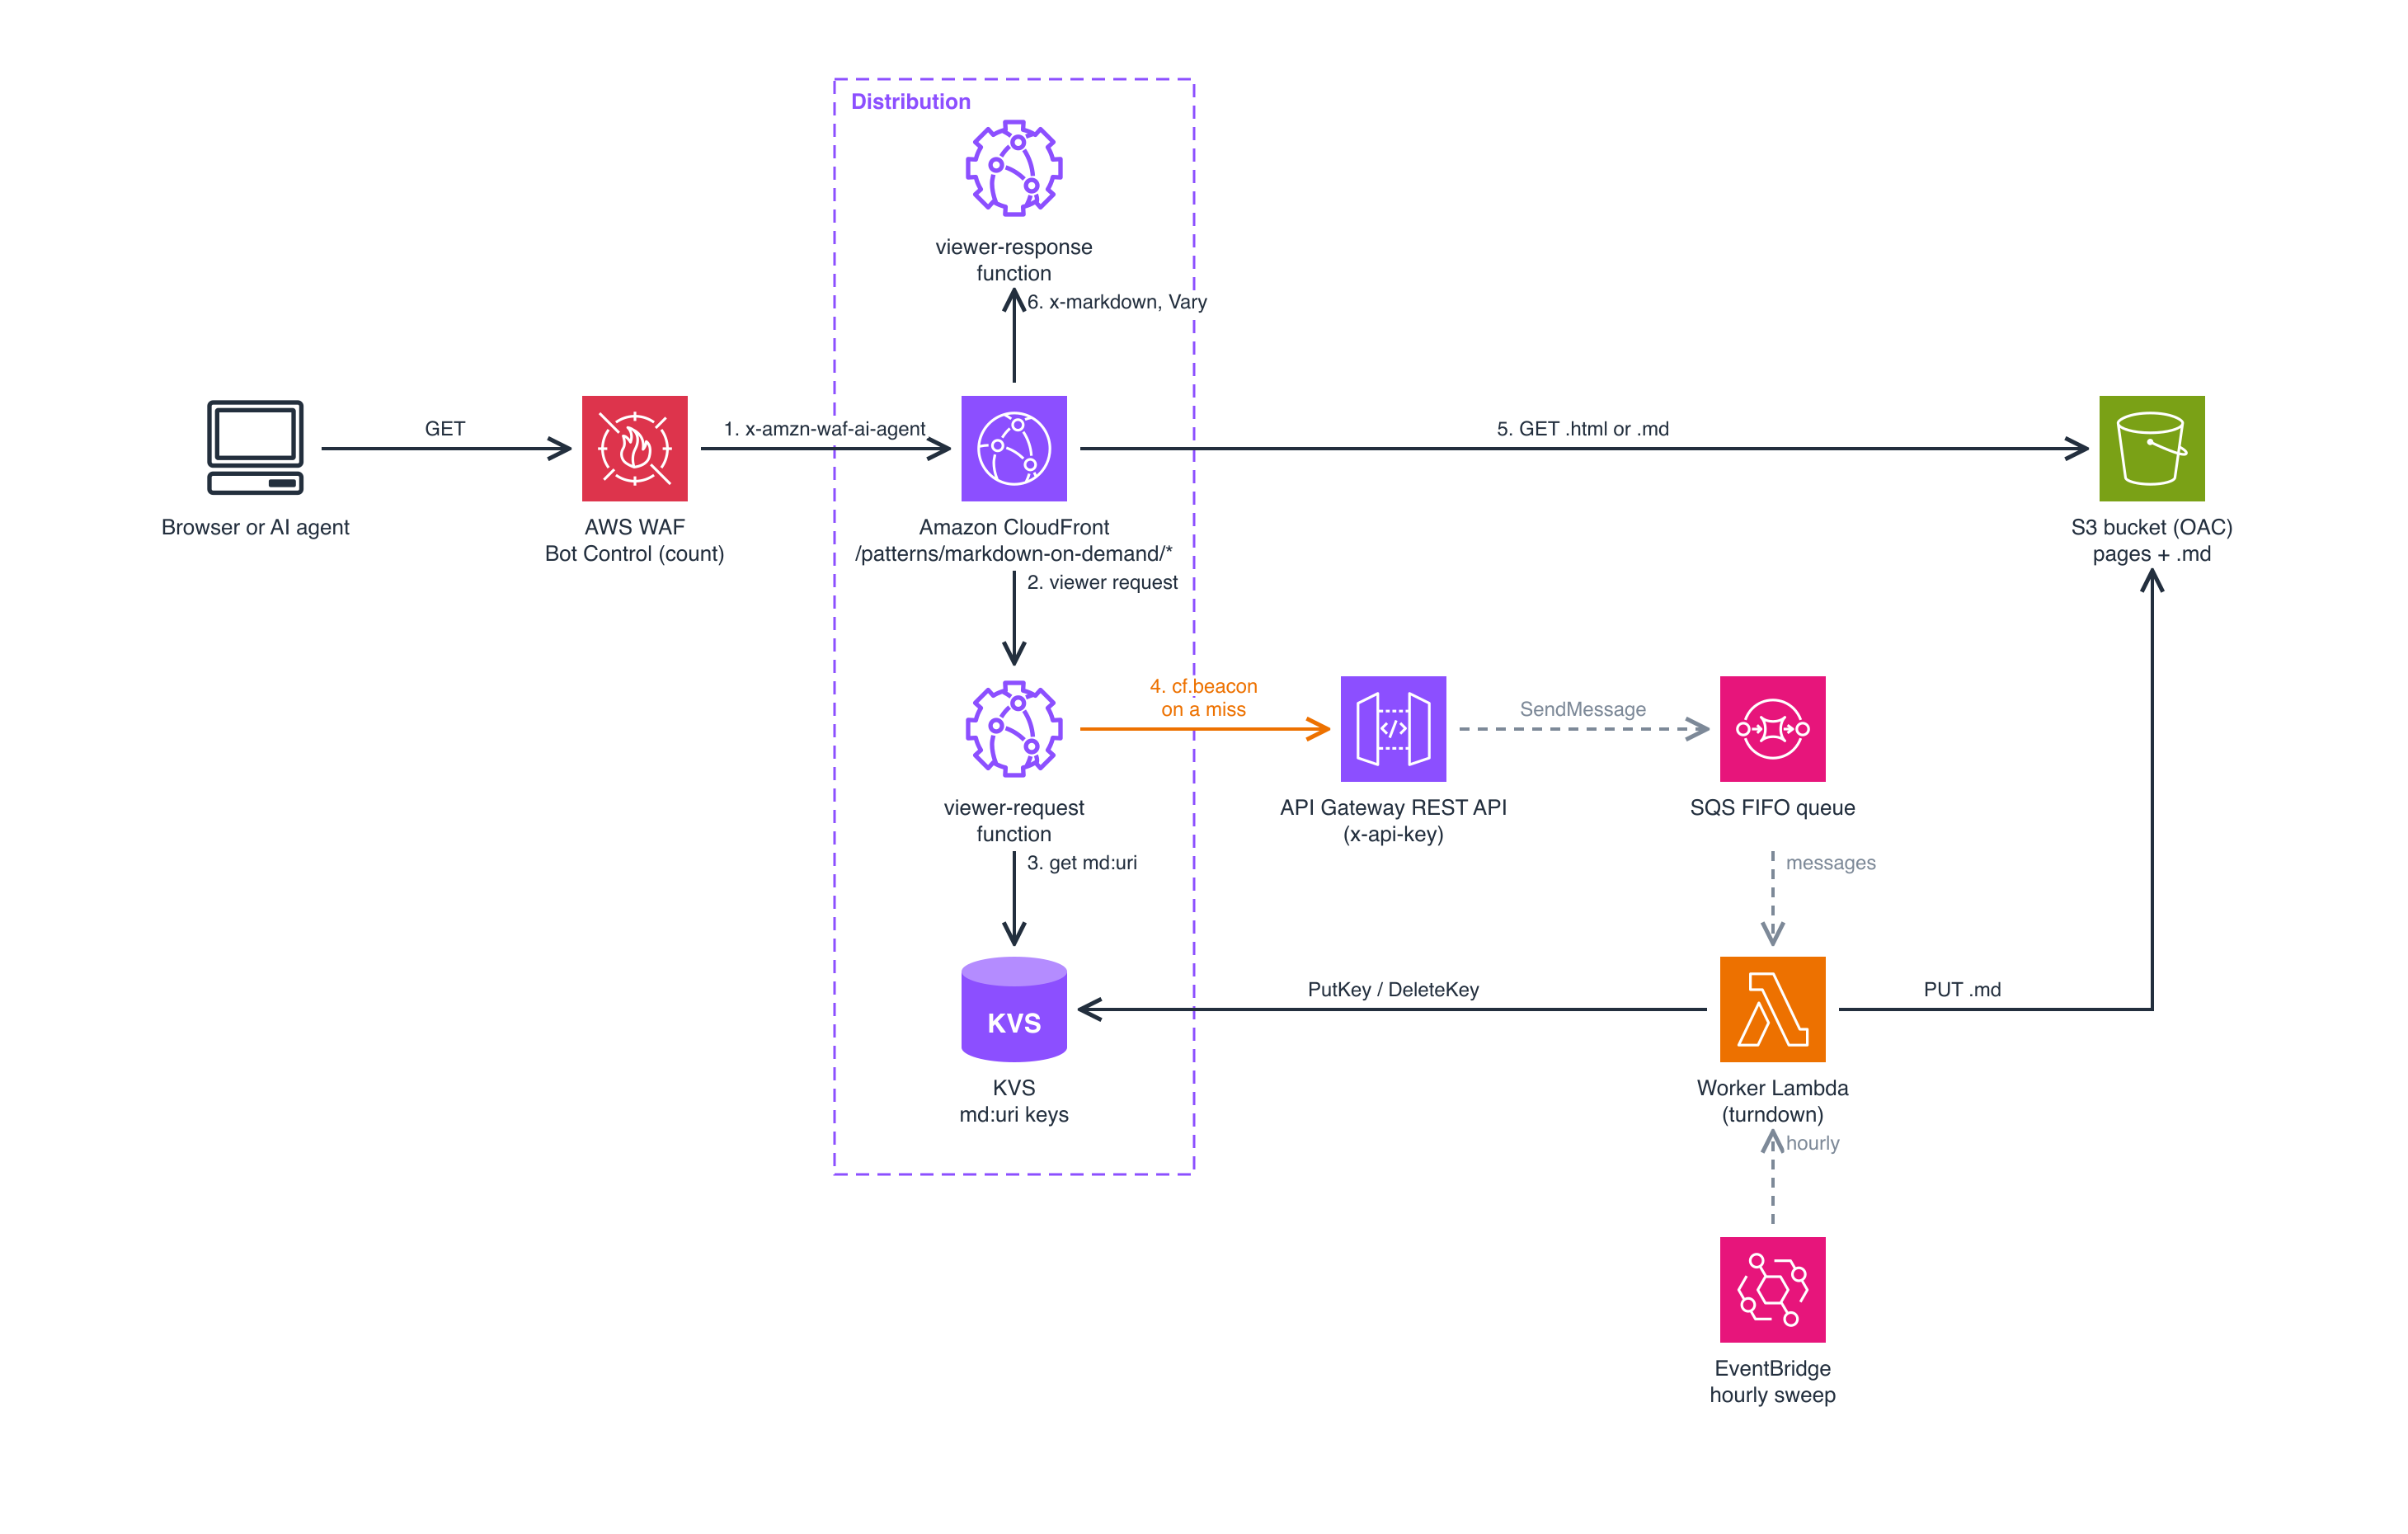 Distribution
viewer-response
function
6. x-markdown, Vary
GET
1. x-amzn-waf-ai-agent
5. GET .html or .md
Browser or AI agent
AWS WAF
Bot Control (count)
Amazon CloudFront
/patterns/markdown-on-demand/*
S3 bucket (OAC)
pages + .md
2. viewer request
4. cf.beacon
on a miss
SendMessage
viewer-request
function
API Gateway REST API
(x-api-key)
SQS FIFO queue
3. get md:uri
messages
PutKey / DeleteKey
PUT .md
KVS
KVS
md:uri keys
Worker Lambda
(turndown)
hourly
EventBridge
hourly sweep